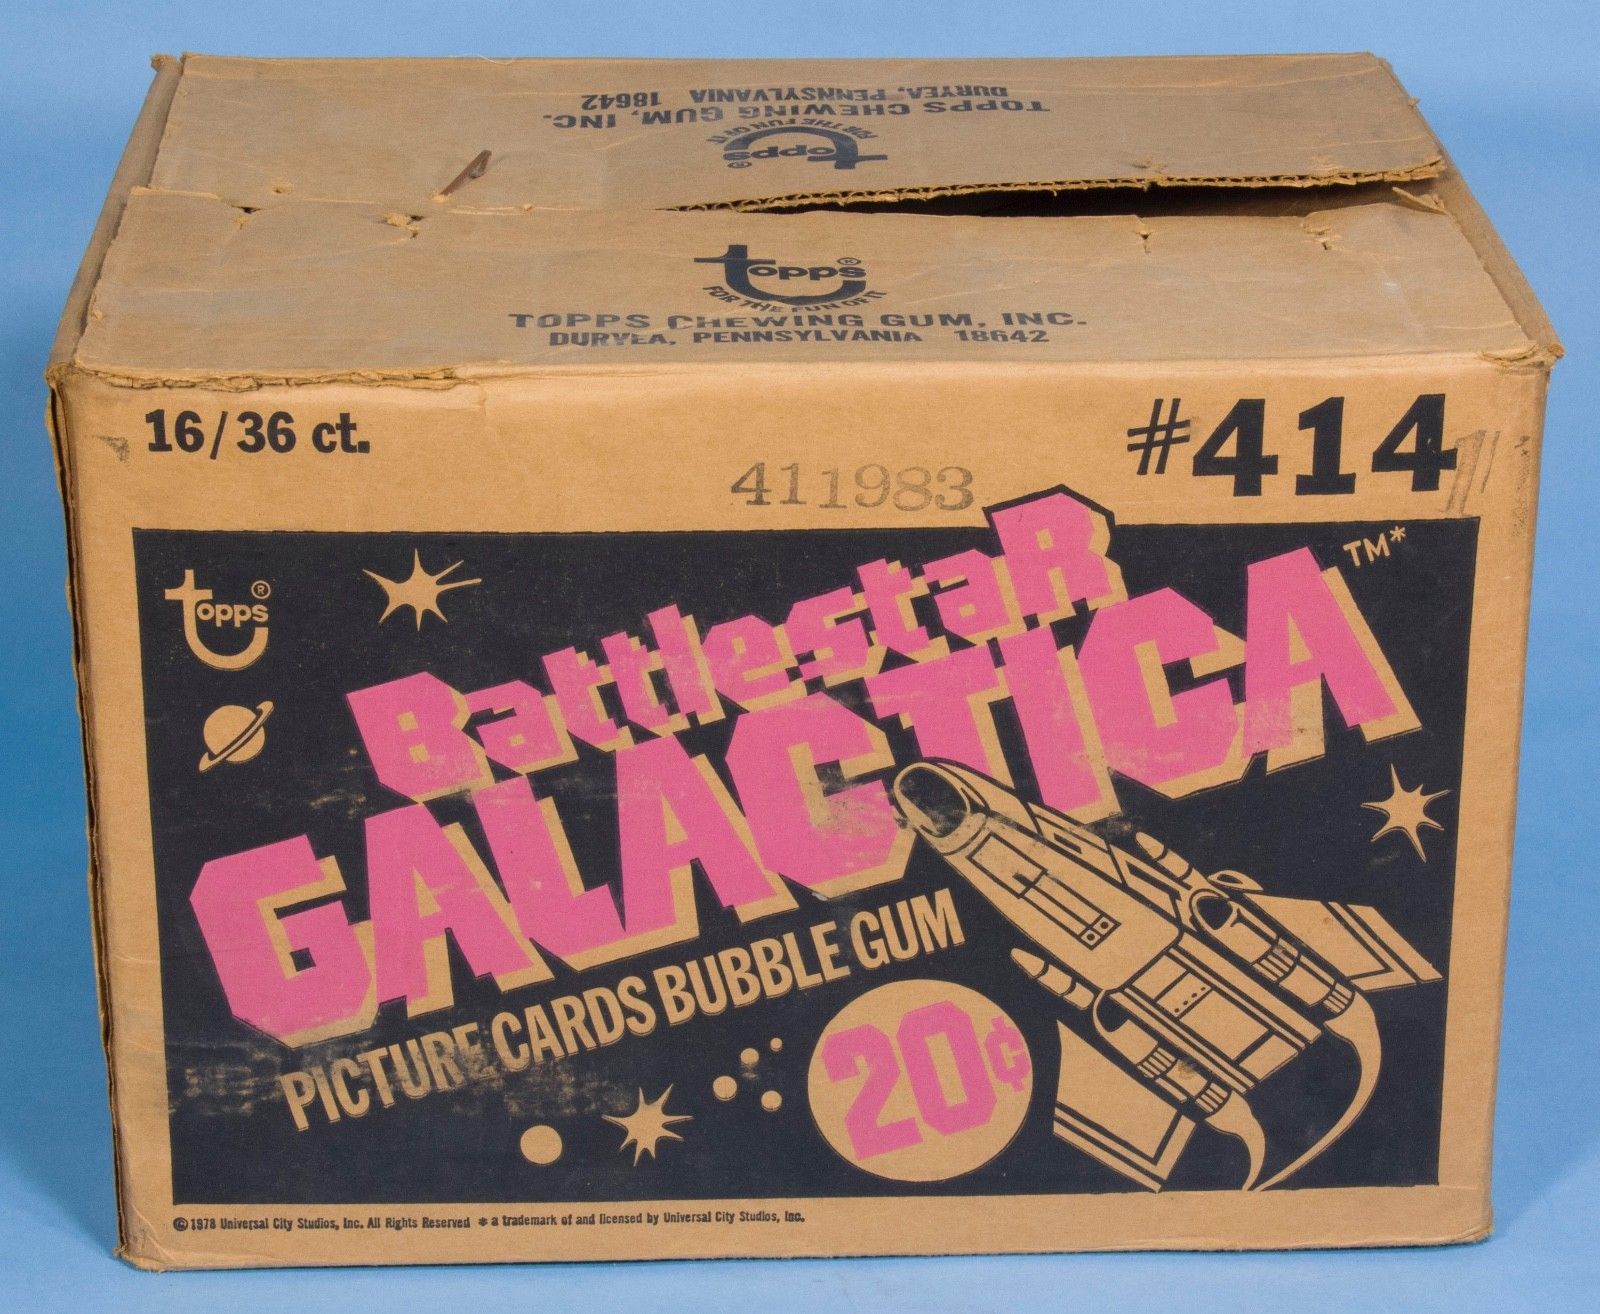 TOPPS CHEWING GUM, INC.
DURYEA, PENNSYLVANIA 18642
topps®
FOR THE FUN OF IT
topps®
FOR THE FUN OF IT
TOPPS CHEWING GUM, INC.
DURYEA, PENNSYLVANIA 18642
16/36 ct.
#414
411983
topps®
BattlestaR
GALACTICA™*
PICTURE CARDS BUBBLE GUM
20¢
©1978 Universal City Studios, Inc. All Rights Reserved * a trademark of and licensed by Universal City Studios, Inc.